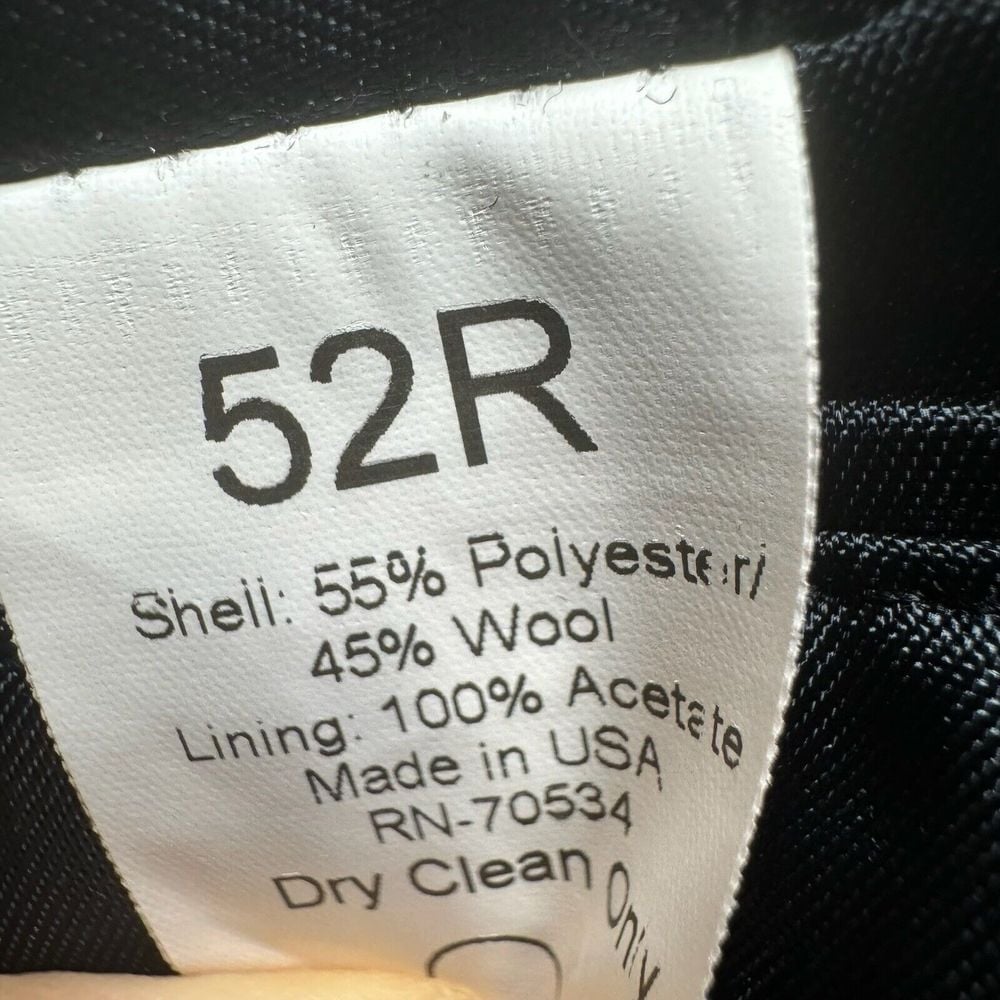 52R
Shell: 55% Polyester/
45% Wool
Lining: 100% Acetate
Made in USA
RN-70534
Dry Clean Only